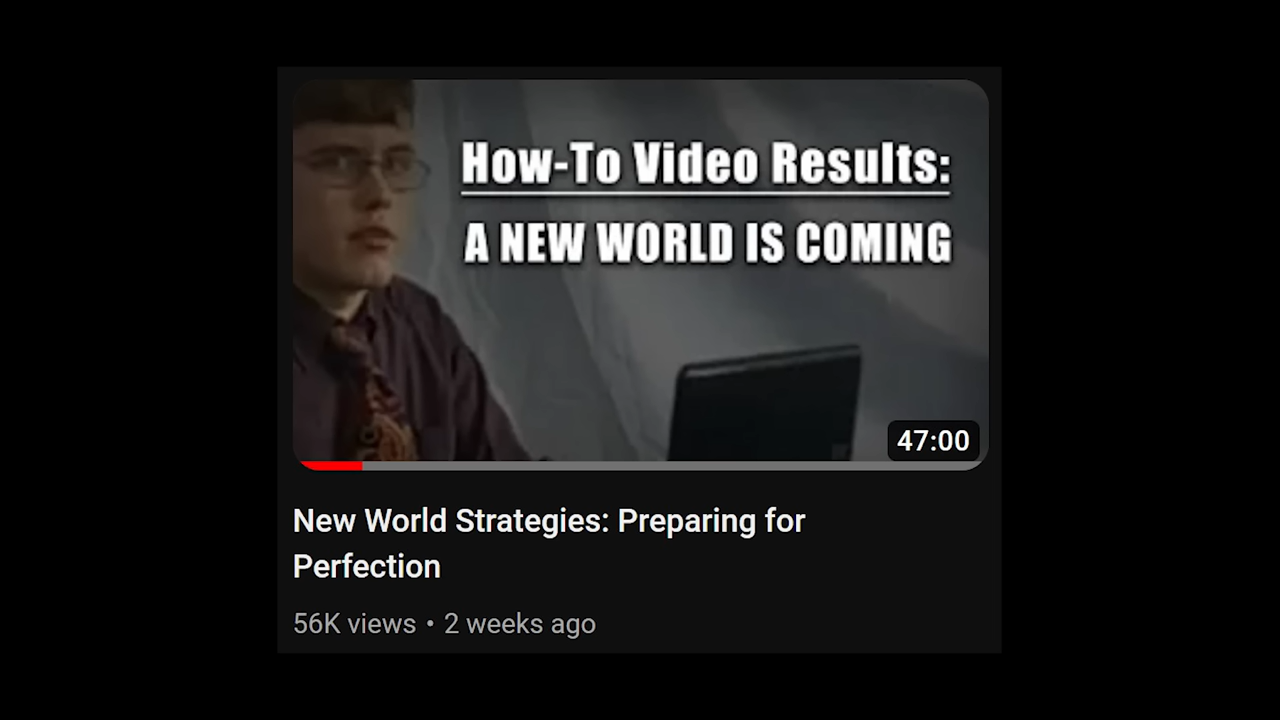 How-To Video Results:
A NEW WORLD IS COMING
47:00
New World Strategies: Preparing for
Perfection
56K views • 2 weeks ago